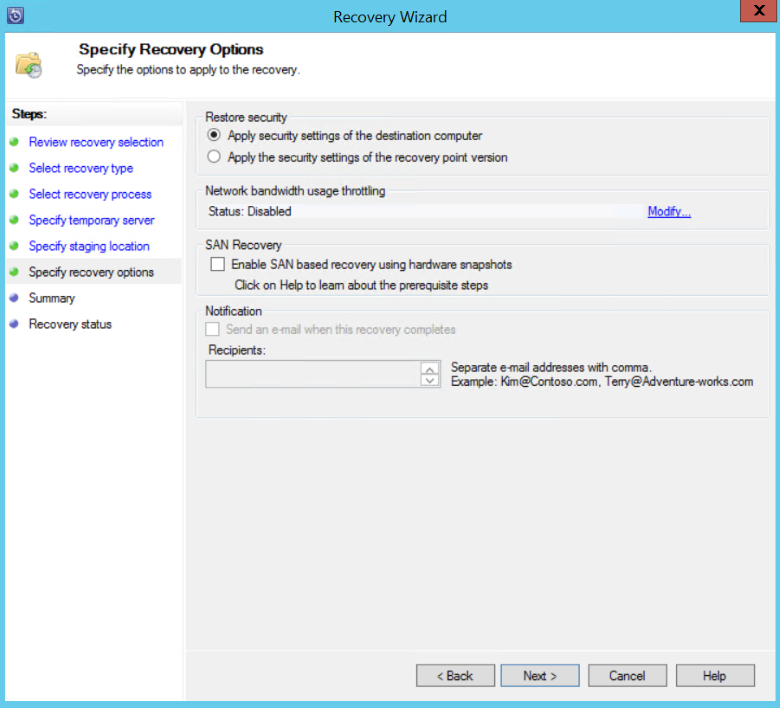 Recovery Wizard
X
Specify Recovery Options
Specify the options to apply to the recovery.
Steps:
Review recovery selection
Select recovery type
Select recovery process
Specify temporary server
Specify staging location
Specify recovery options
Summary
Recovery status
Restore security
Apply security settings of the destination computer
Apply the security settings of the recovery point version
Network bandwidth usage throttling
Status: Disabled
Modify...
SAN Recovery
Enable SAN based recovery using hardware snapshots
Click on Help to learn about the prerequisite steps
Notification
Send an e-mail when this recovery completes
Recipients:
Separate e-mail addresses with comma.
Example: Kim@Contoso.com, Terry@Adventure-works.com
< Back
Next >
Cancel
Help